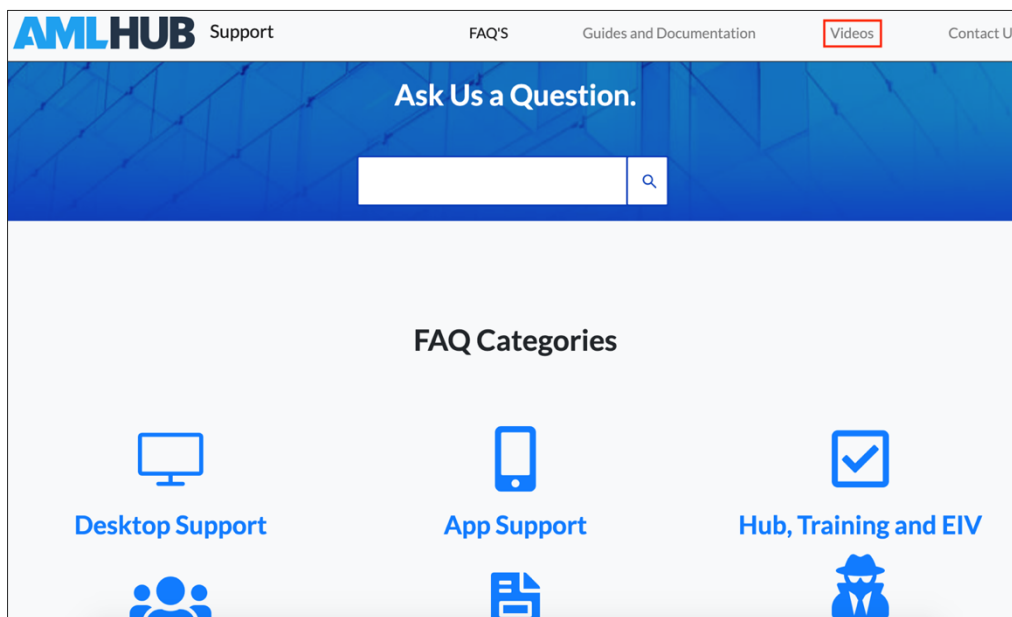 AMLHUB Support FAQ'S Guides and Documentation Videos Contact U
Ask Us a Question.
FAQ Categories
Desktop Support App Support Hub, Training and EIV